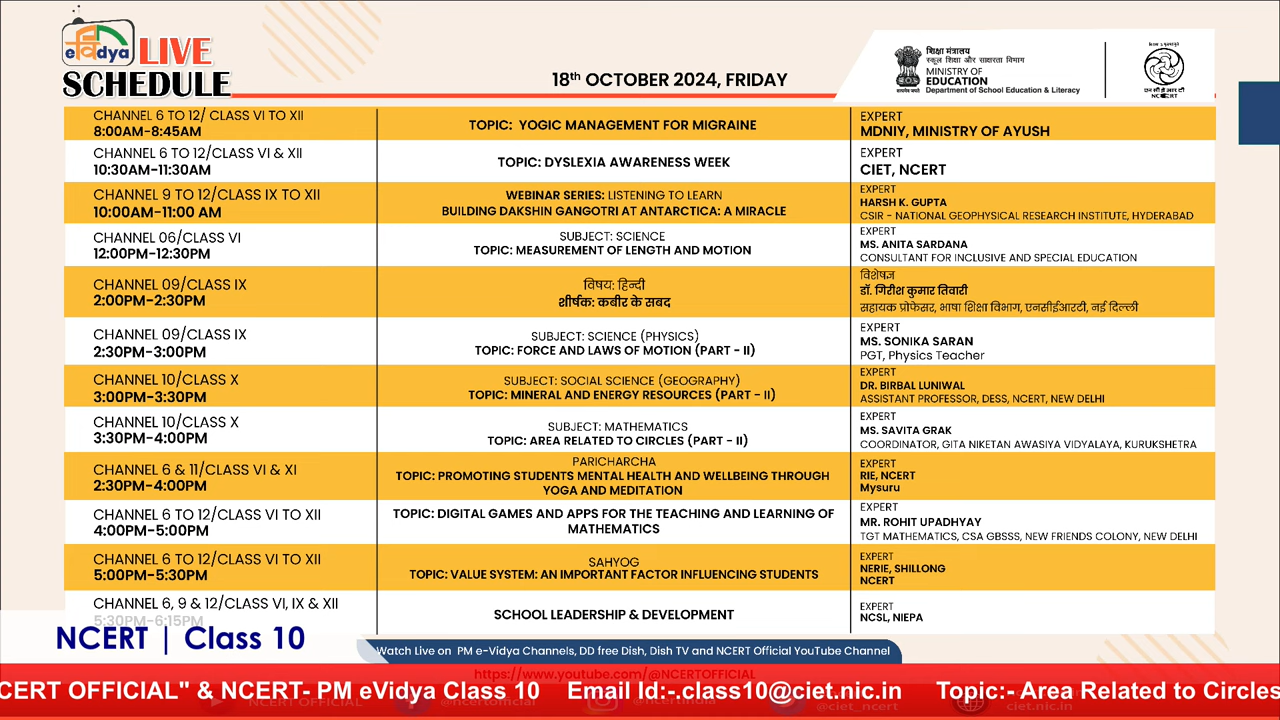 eविद्या LIVE
SCHEDULE
18th OCTOBER 2024, FRIDAY
शिक्षा मंत्रालय
स्कूल शिक्षा और साक्षरता विभाग
MINISTRY OF
EDUCATION
Department of School Education & Literacy
सत्यमेव जयते
एन सी ई आर टी
NCERT
CHANNEL 6 TO 12/ CLASS VI TO XII
8:00AM-8:45AM
TOPIC: YOGIC MANAGEMENT FOR MIGRAINE
EXPERT
MDNIY, MINISTRY OF AYUSH
CHANNEL 6 TO 12/CLASS VI & XII
10:30AM-11:30AM
TOPIC: DYSLEXIA AWARENESS WEEK
EXPERT
CIET, NCERT
CHANNEL 9 TO 12/CLASS IX TO XII
10:00AM-11:00 AM
WEBINAR SERIES: LISTENING TO LEARN
BUILDING DAKSHIN GANGOTRI AT ANTARCTICA: A MIRACLE
EXPERT
HARSH K. GUPTA
CSIR - NATIONAL GEOPHYSICAL RESEARCH INSTITUTE, HYDERABAD
CHANNEL 06/CLASS VI
12:00PM-12:30PM
SUBJECT: SCIENCE
TOPIC: MEASUREMENT OF LENGTH AND MOTION
EXPERT
MS. ANITA SARDANA
CONSULTANT FOR INCLUSIVE AND SPECIAL EDUCATION
CHANNEL 09/CLASS IX
2:00PM-2:30PM
विषय: हिन्दी
शीर्षक: कबीर के सबद
विशेषज्ञ
डॉ. गिरीश कुमार तिवारी
सहायक प्रोफेसर, भाषा शिक्षा विभाग, एनसीईआरटी, नई दिल्ली
CHANNEL 09/CLASS IX
2:30PM-3:00PM
SUBJECT: SCIENCE (PHYSICS)
TOPIC: FORCE AND LAWS OF MOTION (PART - II)
EXPERT
MS. SONIKA SARAN
PGT, Physics Teacher
CHANNEL 10/CLASS X
3:00PM-3:30PM
SUBJECT: SOCIAL SCIENCE (GEOGRAPHY)
TOPIC: MINERAL AND ENERGY RESOURCES (PART - II)
EXPERT
DR. BIRBAL LUNIWAL
ASSISTANT PROFESSOR, DESS, NCERT, NEW DELHI
CHANNEL 10/CLASS X
3:30PM-4:00PM
SUBJECT: MATHEMATICS
TOPIC: AREA RELATED TO CIRCLES (PART - II)
EXPERT
MS. SAVITA GRAK
COORDINATOR, GITA NIKETAN AWASIYA VIDYALAYA, KURUKSHETRA
CHANNEL 6 & 11/CLASS VI & XI
2:30PM-4:00PM
PARICHARCHA
TOPIC: PROMOTING STUDENTS MENTAL HEALTH AND WELLBEING THROUGH
YOGA AND MEDITATION
EXPERT
RIE, NCERT
Mysuru
CHANNEL 6 TO 12/CLASS VI TO XII
4:00PM-5:00PM
TOPIC: DIGITAL GAMES AND APPS FOR THE TEACHING AND LEARNING OF
MATHEMATICS
EXPERT
MR. ROHIT UPADHYAY
TGT MATHEMATICS, CSA GBSSS, NEW FRIENDS COLONY, NEW DELHI
CHANNEL 6 TO 12/CLASS VI TO XII
5:00PM-5:30PM
SAHYOG
TOPIC: VALUE SYSTEM: AN IMPORTANT FACTOR INFLUENCING STUDENTS
EXPERT
NERIE, SHILLONG
NCERT
CHANNEL 6, 9 & 12/CLASS VI, IX & XII
5:30PM-6:15PM
SCHOOL LEADERSHIP & DEVELOPMENT
EXPERT
NCSL, NIEPA
NCERT | Class 10
Watch Live on PM e-Vidya Channels, DD free Dish, Dish TV and NCERT Official YouTube Channel
https://www.youtube.com/@NCERTOFFICIAL
CERT OFFICIAL" & NCERT- PM eVidya Class 10 Email Id:-.class10@ciet.nic.in Topic:- Area Related to Circles
NCERT OFFICIAL @ncertofficial @ciet_ncert ciet.nic.in